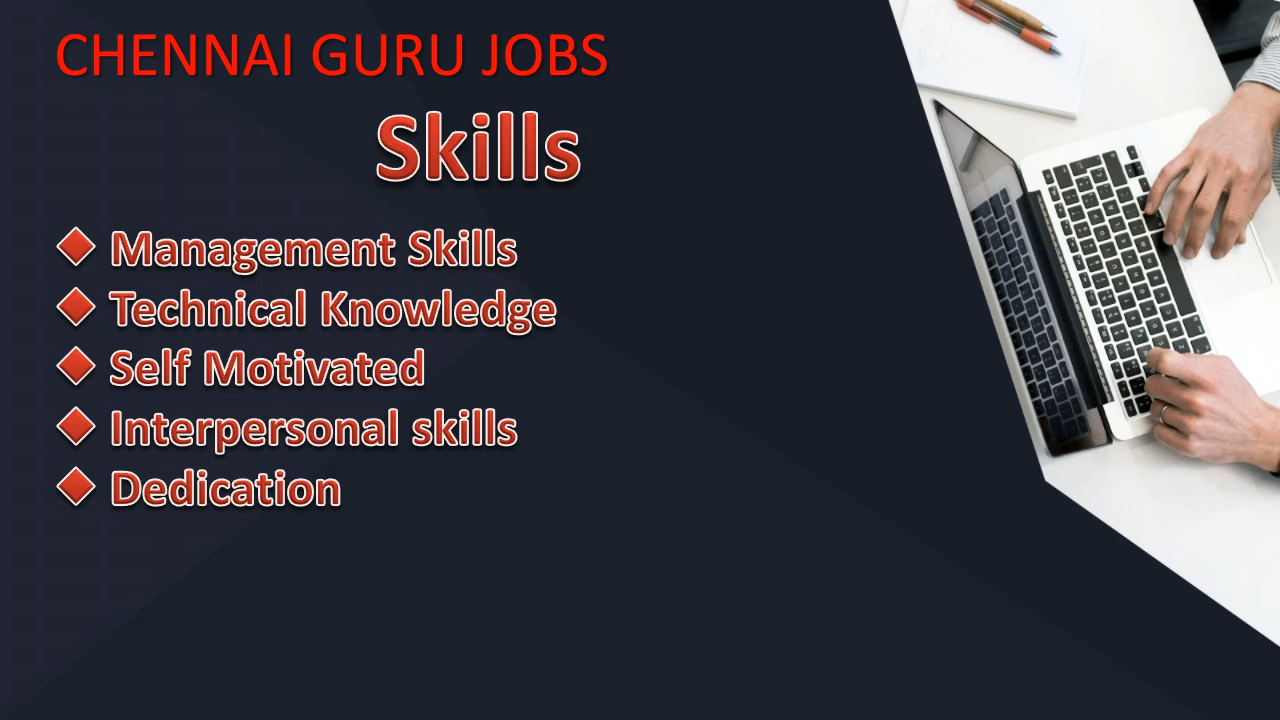 CHENNAI GURU JOBS
Skills
Management Skills
Technical Knowledge
Self Motivated
Interpersonal skills
Dedication